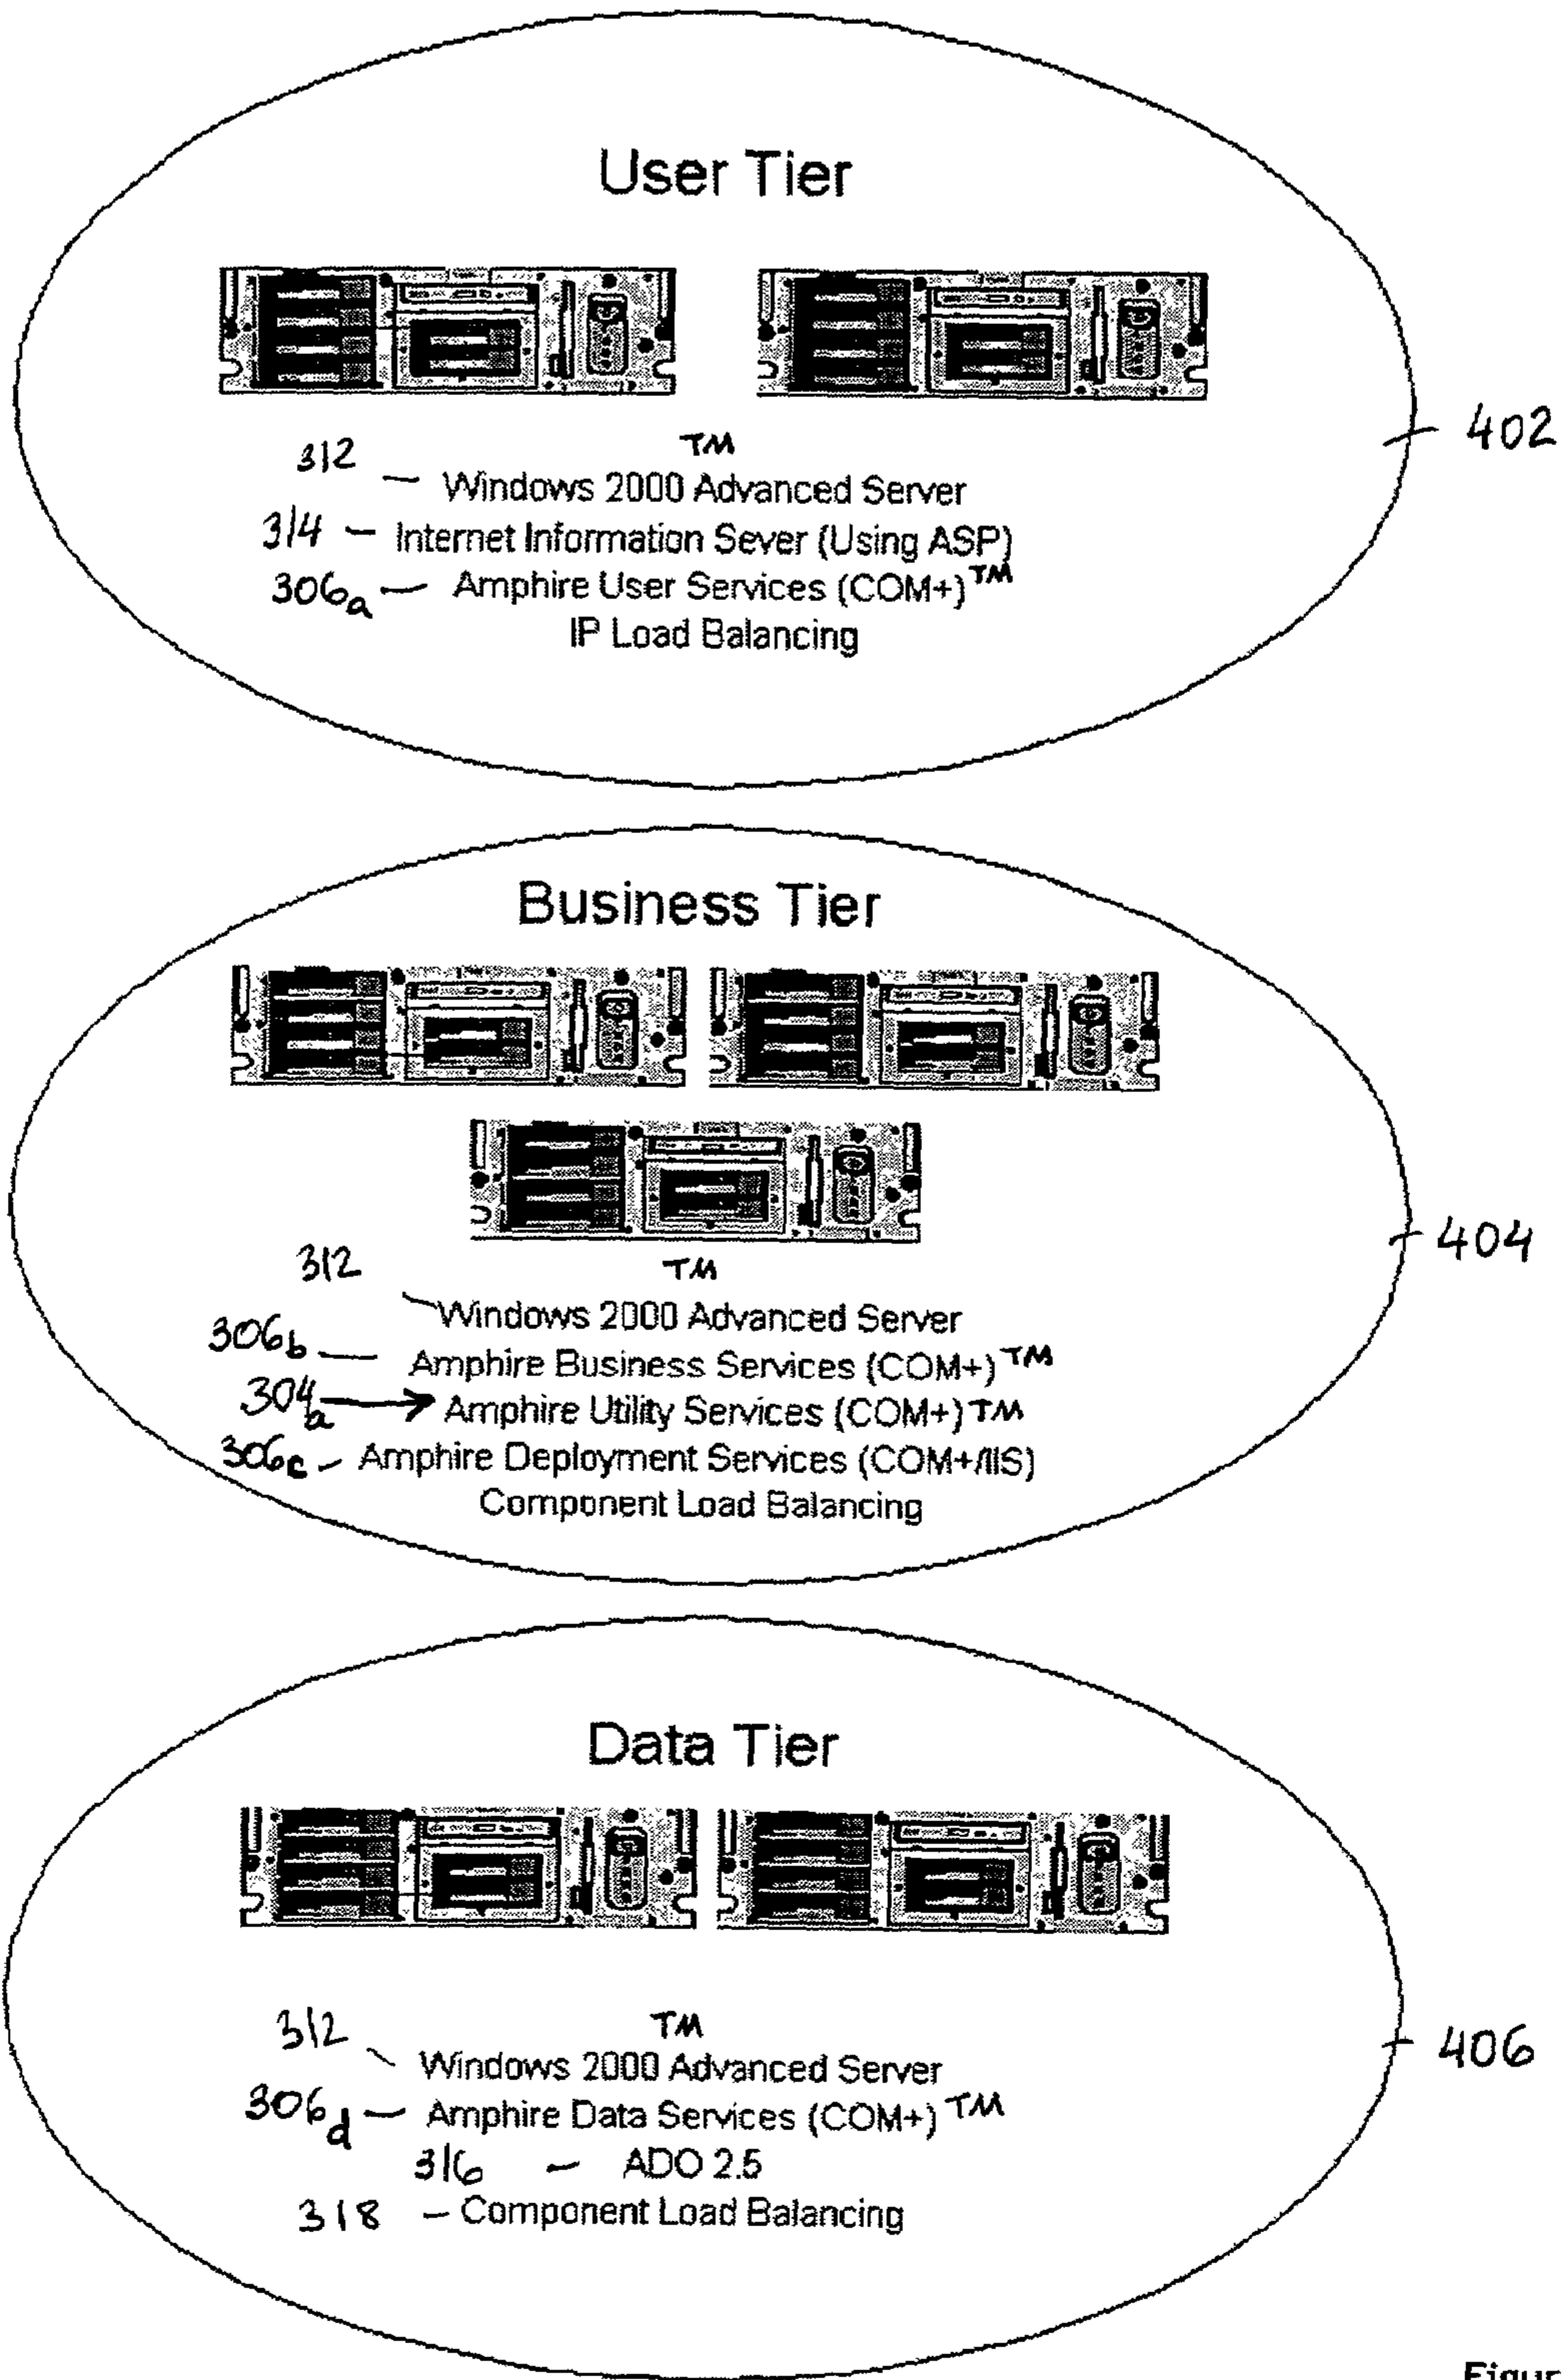 User Tier
402
312 TM
— Windows 2000 Advanced Server
314 — Internet Information Sever (Using ASP)
306a — Amphire User Services (COM+) TM
IP Load Balancing
Business Tier
404
312 TM
Windows 2000 Advanced Server
306b — Amphire Business Services (COM+) TM
304a → Amphire Utility Services (COM+) TM
306c - Amphire Deployment Services (COM+/IIS)
Component Load Balancing
Data Tier
406
312 TM
Windows 2000 Advanced Server
306d — Amphire Data Services (COM+) TM
316 — ADO 2.5
318 — Component Load Balancing